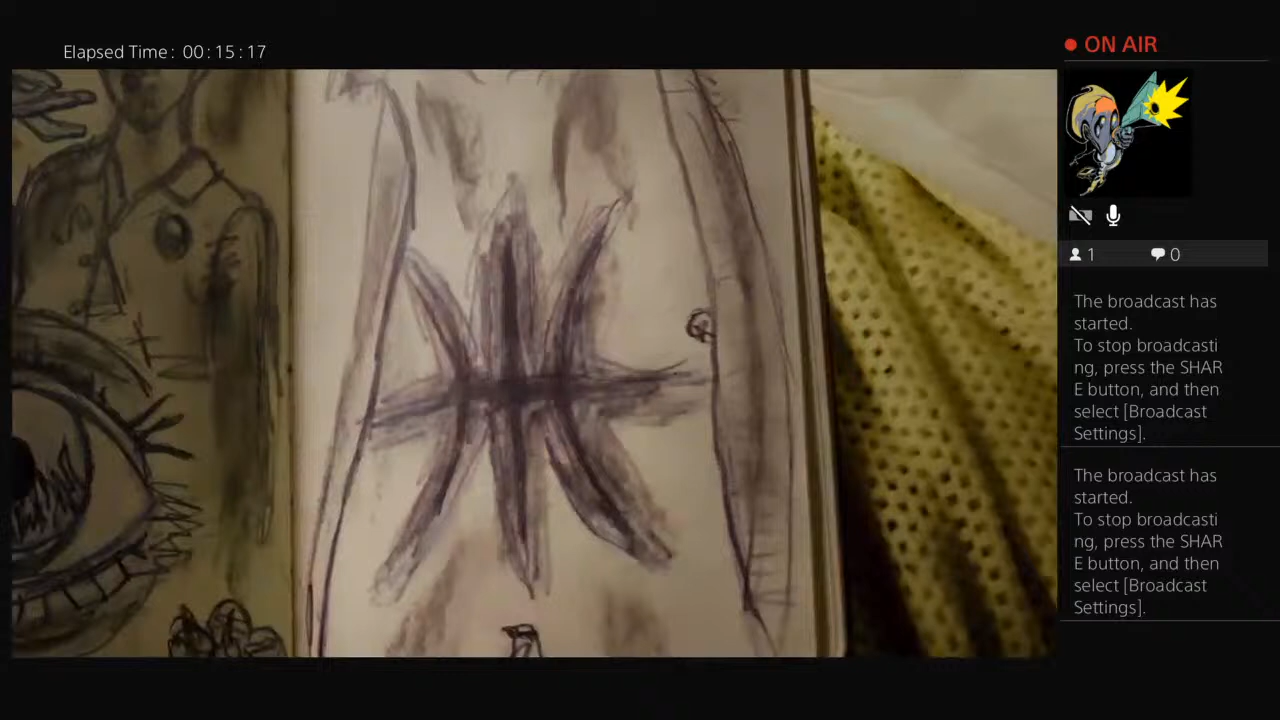 Elapsed Time: 00:15:17
ON AIR
1
0
The broadcast has
started.
To stop broadcasti
ng, press the SHAR
E button, and then
select [Broadcast
Settings].
The broadcast has
started.
To stop broadcasti
ng, press the SHAR
E button, and then
select [Broadcast
Settings].